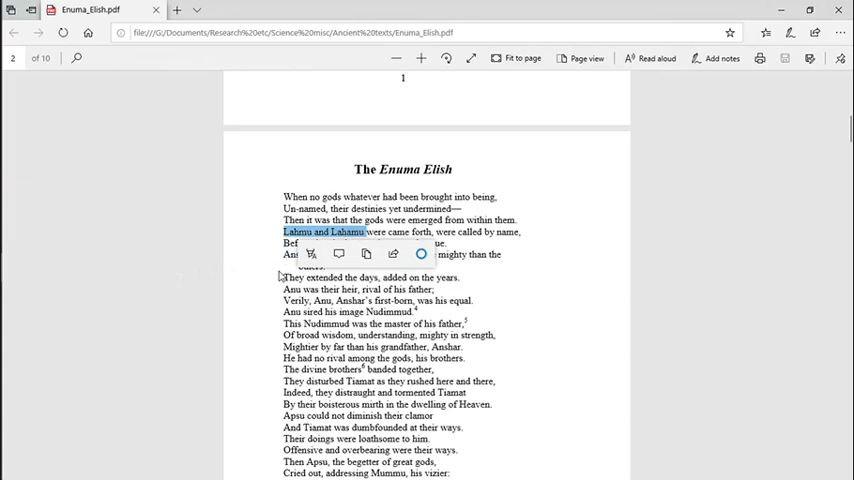 Enuma_Elish.pdf
file:///G:/Documents/Research%20etc/Science%20misc/Ancient%20texts/Enuma_Elish.pdf
2 of 10
Fit to page
Page view
Read aloud
Add notes
1
The Enuma Elish
When no gods whatever had been brought into being,
Un-named, their destinies yet undermined—
Then it was that the gods were emerged from within them.
Lahmu and Lahamu were came forth, were called by name,
Bef
An mighty than the
others.
They extended the days, added on the years.
Anu was their heir, rival of his father;
Verily, Anu, Anshar's first-born, was his equal.
Anu sired his image Nudimmud.4
This Nudimmud was the master of his father,5
Of broad wisdom, understanding, mighty in strength,
Mightier by far than his grandfather, Anshar.
He had no rival among the gods, his brothers.
The divine brothers6 banded together,
They disturbed Tiamat as they rushed here and there,
Indeed, they distraught and tormented Tiamat
By their boisterous mirth in the dwelling of Heaven.
Apsu could not diminish their clamor
And Tiamat was dumbfounded at their ways.
Their doings were loathsome to him.
Offensive and overbearing were their ways.
Then Apsu, the begetter of great gods,
Cried out, addressing Mummu, his vizier: